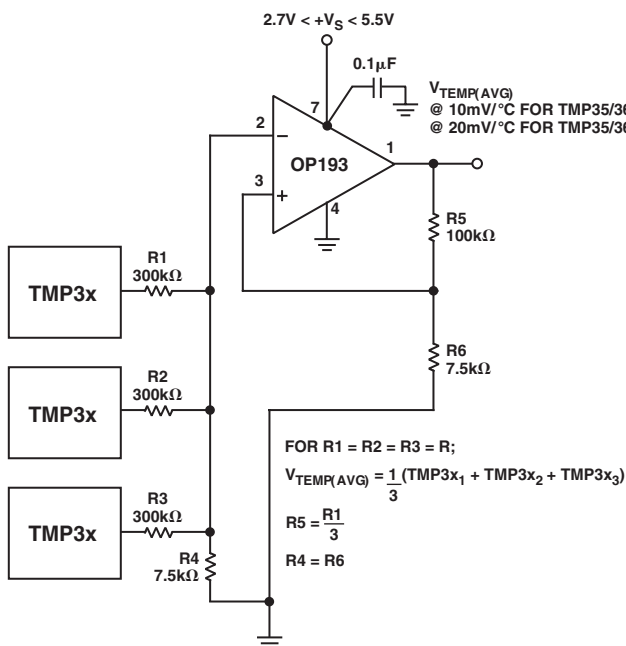 2.7V < +VS < 5.5V
0.1µF
VTEMP(AVG)
@ 10mV/°C FOR TMP35/36
@ 20mV/°C FOR TMP35/36
7
2
−
1
OP193
3
+
4
R5
100kΩ
R1
300kΩ
TMP3x
R6
7.5kΩ
R2
300kΩ
TMP3x
FOR R1 = R2 = R3 = R;
VTEMP(AVG) = 1/3 (TMP3x1 + TMP3x2 + TMP3x3)
R3
300kΩ
TMP3x
R5 = R1/3
R4
7.5kΩ
R4 = R6